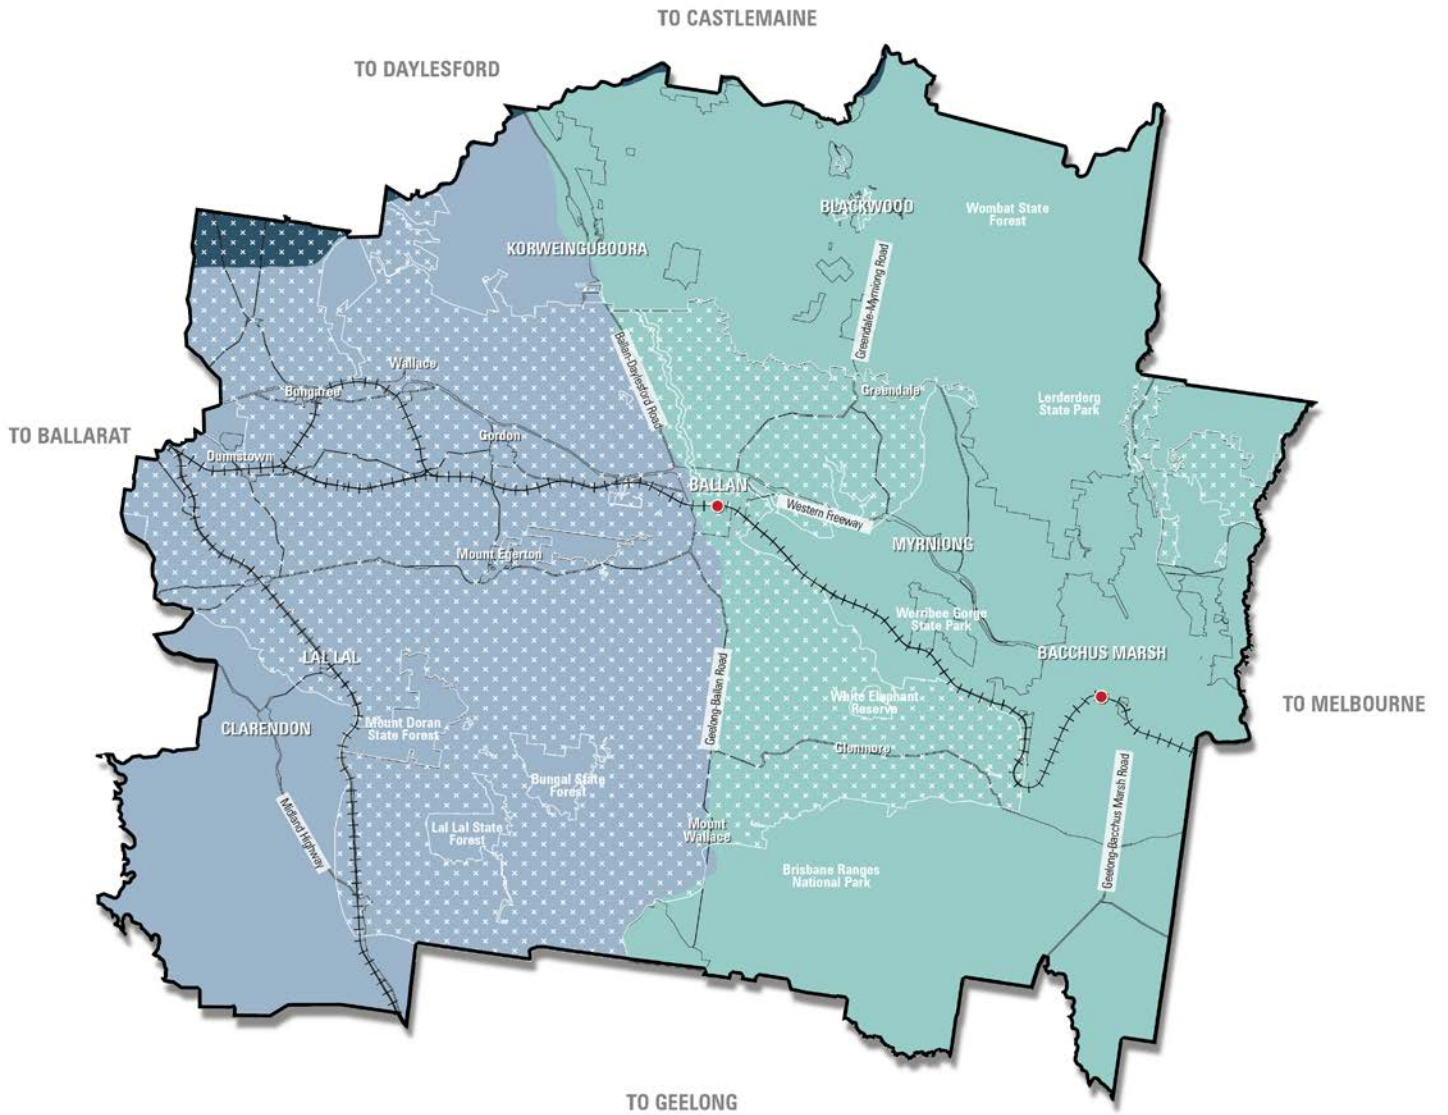 TO CASTLEMAINE
TO DAYLESFORD
BLACKWOOD
Wombat State
Forest
KORWEINGUBOORA
Greendale-Myrniong Road
Ballan-Daylesford Road
Wallace
Bungaree
Greendale
Lerderderg
State Park
TO BALLARAT
Gordon
Dunnstown
BALLAN
Western Freeway
MYRNIONG
Mount Egerton
Werribee Gorge
State Park
LAL LAL
BACCHUS MARSH
Geelong-Ballan Road
White Elephant
Reserve
TO MELBOURNE
CLARENDON
Mount Doran
State Forest
Glenmore
Bungal State
Forest
Geelong-Bacchus Marsh Road
Midland Highway
Lal Lal State
Forest
Mount
Wallace
Brisbane Ranges
National Park
TO GEELONG